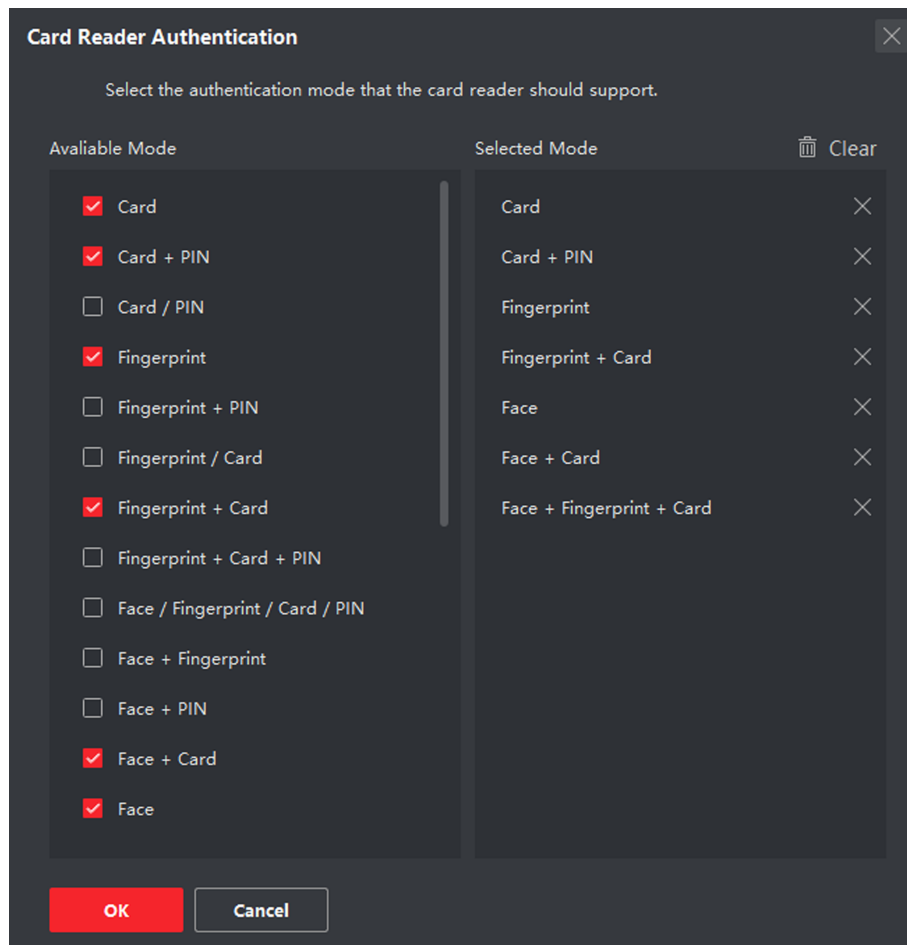 Card Reader Authentication
Select the authentication mode that the card reader should support.
Avaliable Mode
Card
Card + PIN
Card / PIN
Fingerprint
Fingerprint + PIN
Fingerprint / Card
Fingerprint + Card
Fingerprint + Card + PIN
Face / Fingerprint / Card / PIN
Face + Fingerprint
Face + PIN
Face + Card
Face
Selected Mode
Clear
Card
Card + PIN
Fingerprint
Fingerprint + Card
Face
Face + Card
Face + Fingerprint + Card
OK
Cancel